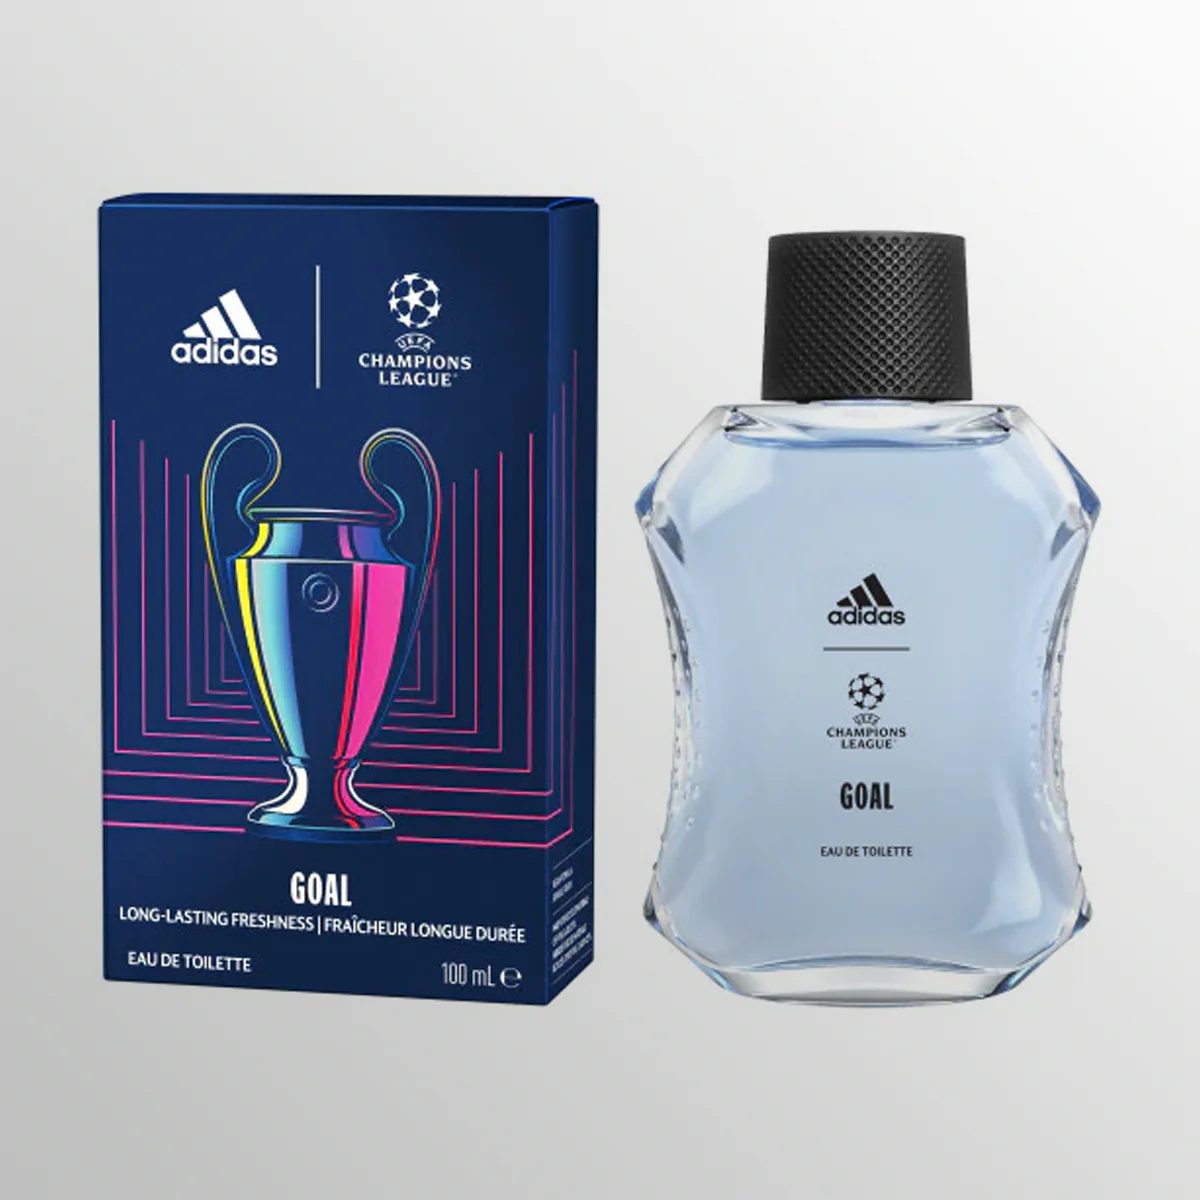 adidas
UEFA
CHAMPIONS
LEAGUE
GOAL
LONG-LASTING FRESHNESS | FRAÎCHEUR LONGUE DURÉE
EAU DE TOILETTE
100 mL ℮
adidas
UEFA
CHAMPIONS
LEAGUE
GOAL
EAU DE TOILETTE